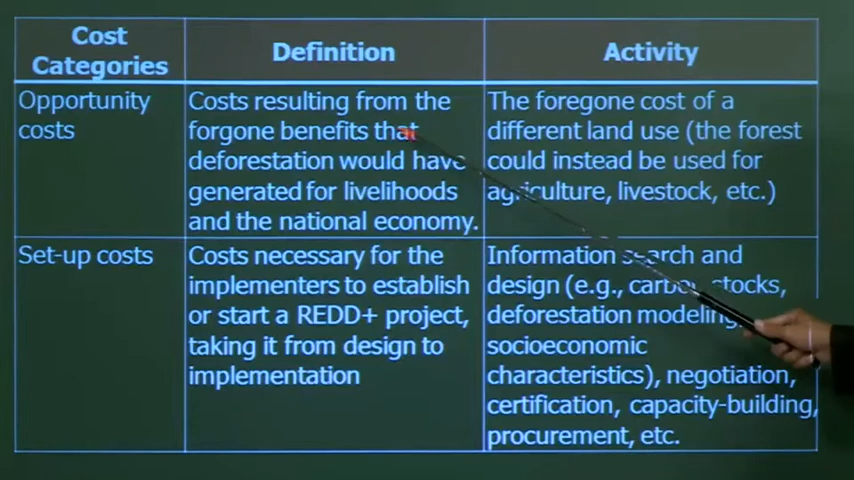 Cost
Categories
Definition
Activity
Opportunity
costs
Costs resulting from the
forgone benefits that
deforestation would have
generated for livelihoods
and the national economy.
The foregone cost of a
different land use (the forest
could instead be used for
agriculture, livestock, etc.)
Set-up costs
Costs necessary for the
implementers to establish
or start a REDD+ project,
taking it from design to
implementation
Information search and
design (e.g., carbon stocks,
deforestation modeling,
socioeconomic
characteristics), negotiation,
certification, capacity-building,
procurement, etc.